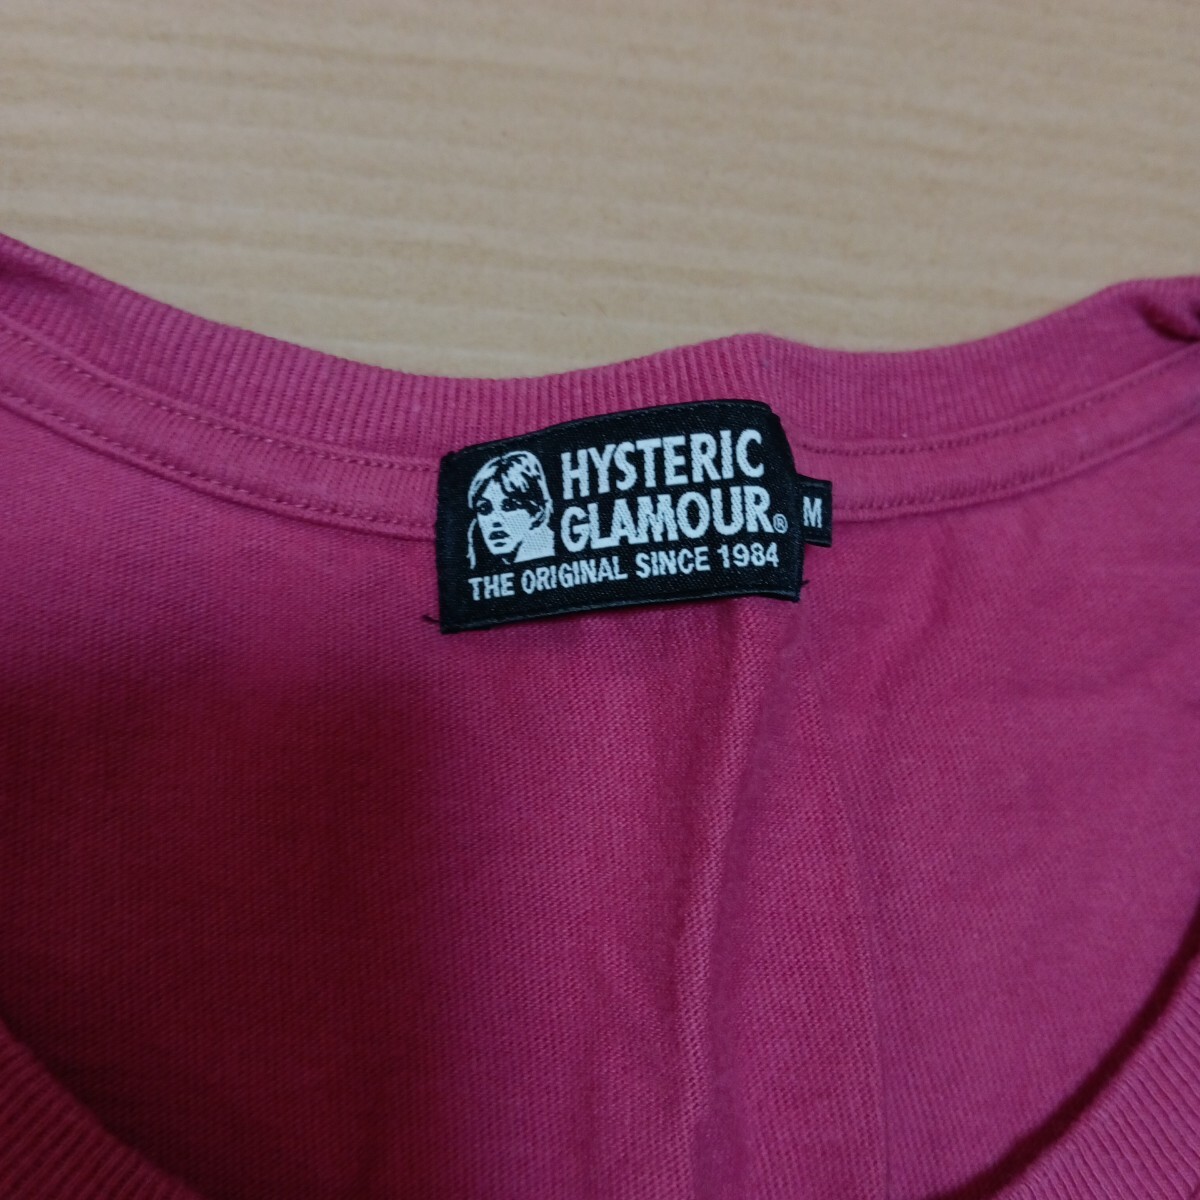 HYSTERIC
GLAMOUR®
THE ORIGINAL SINCE 1984
M